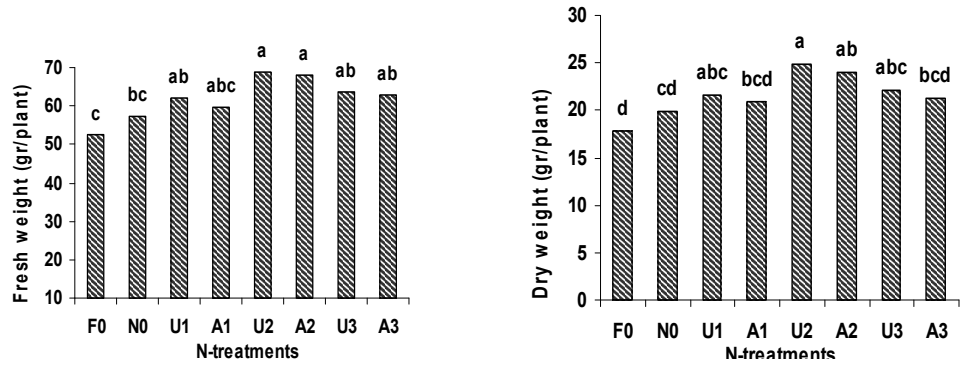 Fresh weight (gr/plant)
70
60
50
40
30
20
10
c
bc
ab
abc
a
a
ab
ab
F0 N0 U1 A1 U2 A2 U3 A3
N-treatments
Dry weight (gr/plant)
30
25
20
15
10
5
0
d
cd
abc
bcd
a
ab
abc
bcd
F0 N0 U1 A1 U2 A2 U3 A3
N-treatments